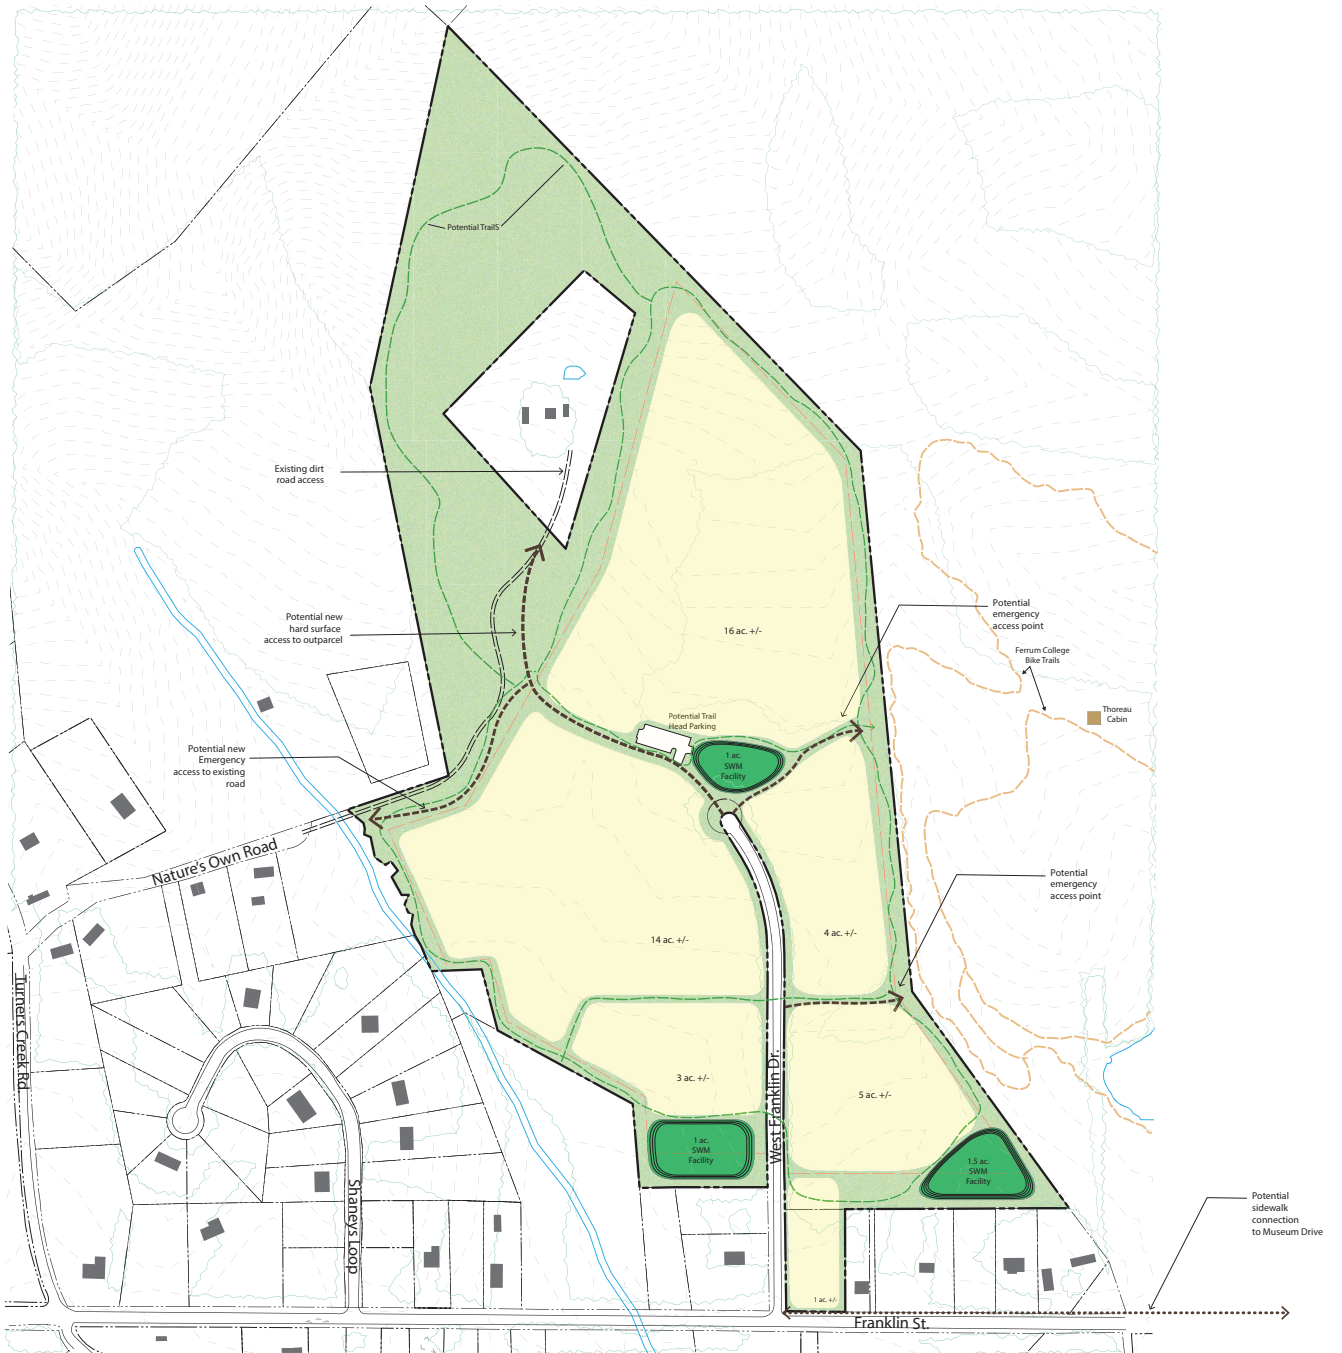 Potential TrailS
Existing dirt
road access
Potential new
hard surface
access to outparcel
Potential
emergency
access point
16 ac. +/-
Ferrum College
Bike Trails
Thoreau
Cabin
Potential Trail
Head Parking
1 ac.
SWM
Facility
Potential new
Emergency
access to existing
road
Nature's Own Road
Potential
emergency
access point
14 ac. +/-
4 ac. +/-
Turners Creek Rd
3 ac. +/-
5 ac. +/-
West Franklin Dr.
1 ac.
SWM
Facility
1.5 ac.
SWM
Facility
Shaneys Loop
Potential
sidewalk
connection
to Museum Drive
1 ac. +/-
Franklin St.